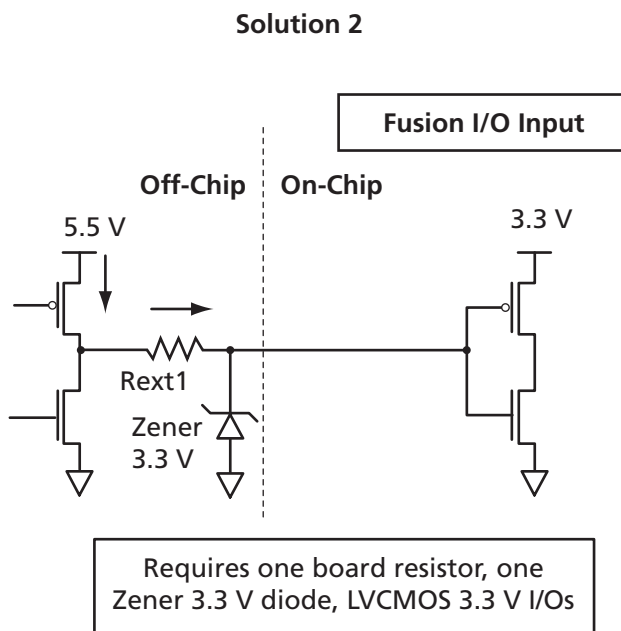 Solution 2
Fusion I/O Input
Off-Chip
On-Chip
5.5 V
3.3 V
Rext1
Zener
3.3 V
Requires one board resistor, one
Zener 3.3 V diode, LVCMOS 3.3 V I/Os